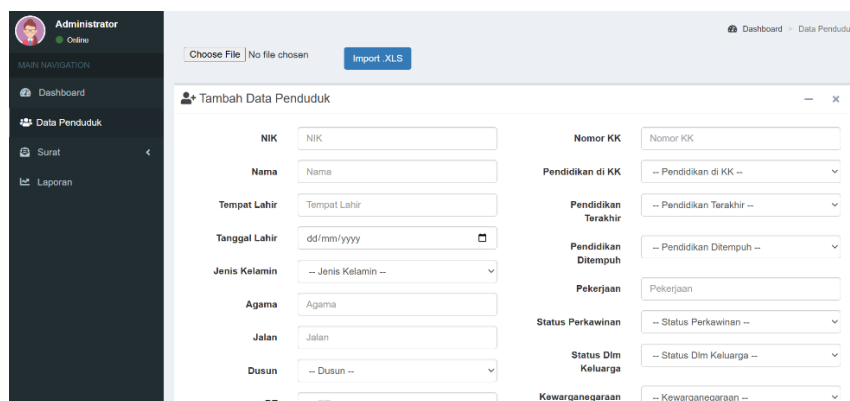 Administrator
Online
MAIN NAVIGATION
Dashboard
Data Penduduk
Surat
Laporan
Dashboard > Data Pendudu
Choose File No file chosen
Import .XLS
Tambah Data Penduduk
NIK NIK
Nama Nama
Tempat Lahir Tempat Lahir
Tanggal Lahir dd/mm/yyyy
Jenis Kelamin -- Jenis Kelamin --
Agama Agama
Jalan Jalan
Dusun -- Dusun --
Nomor KK Nomor KK
Pendidikan di KK -- Pendidikan di KK --
Pendidikan -- Pendidikan Terakhir --
Terakhir
Pendidikan -- Pendidikan Ditempuh --
Ditempuh
Pekerjaan Pekerjaan
Status Perkawinan -- Status Perkawinan --
Status Dlm -- Status Dlm Keluarga --
Keluarga
Kewarganegaraan -- Kewarganegaraan --